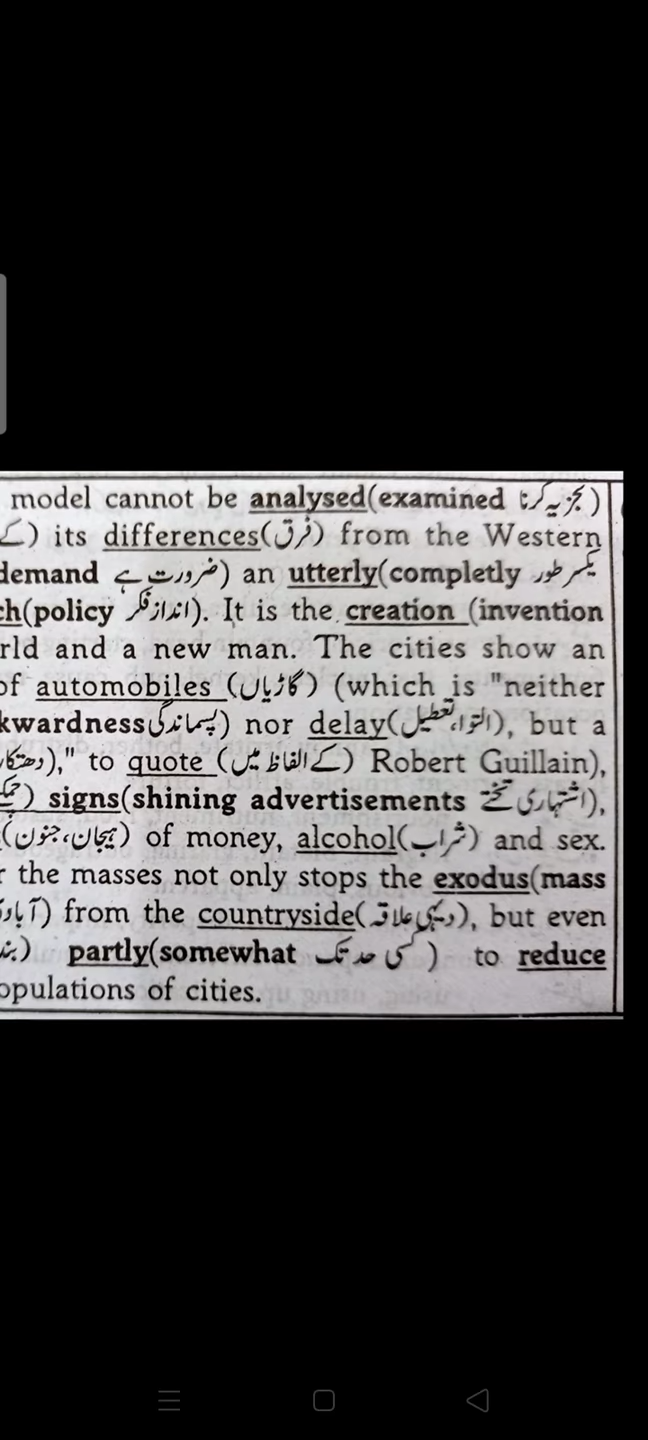 model cannot be analysed(examined تجزیہ کرنا)
کے) its differences(فرق) from the Western
demand ضرورت ہے) an utterly(completly یکسر طور
ch(policy انداز فکر). It is the creation (invention
rld and a new man. The cities show an
of automobiles (گاڑیاں) (which is "neither
kwardness پسماندگی) nor delay(التوا، تعطیل), but a
)," to quote (کے الفاظ میں) Robert Guillain),
) signs(shining advertisements اشتہاری تختے),
(ہیجان، جنون) of money, alcohol(شراب) and sex.
r the masses not only stops the exodus(mass
) from the countryside(دیہی علاقہ), but even
) partly(somewhat کسی حد تک) to reduce
opulations of cities.